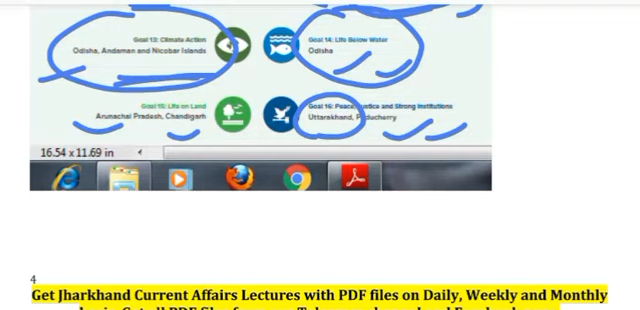 Goal 13: Climate Action
Odisha, Andaman and Nicobar Islands
Goal 14: Life Below Water
Odisha
Goal 15: Life on Land
Arunachal Pradesh, Chandigarh
Goal 16: Peace, Justice and Strong Institutions
Uttarakhand, Puducherry
16.54 x 11.69 in
4
Get Jharkhand Current Affairs Lectures with PDF files on Daily, Weekly and Monthly